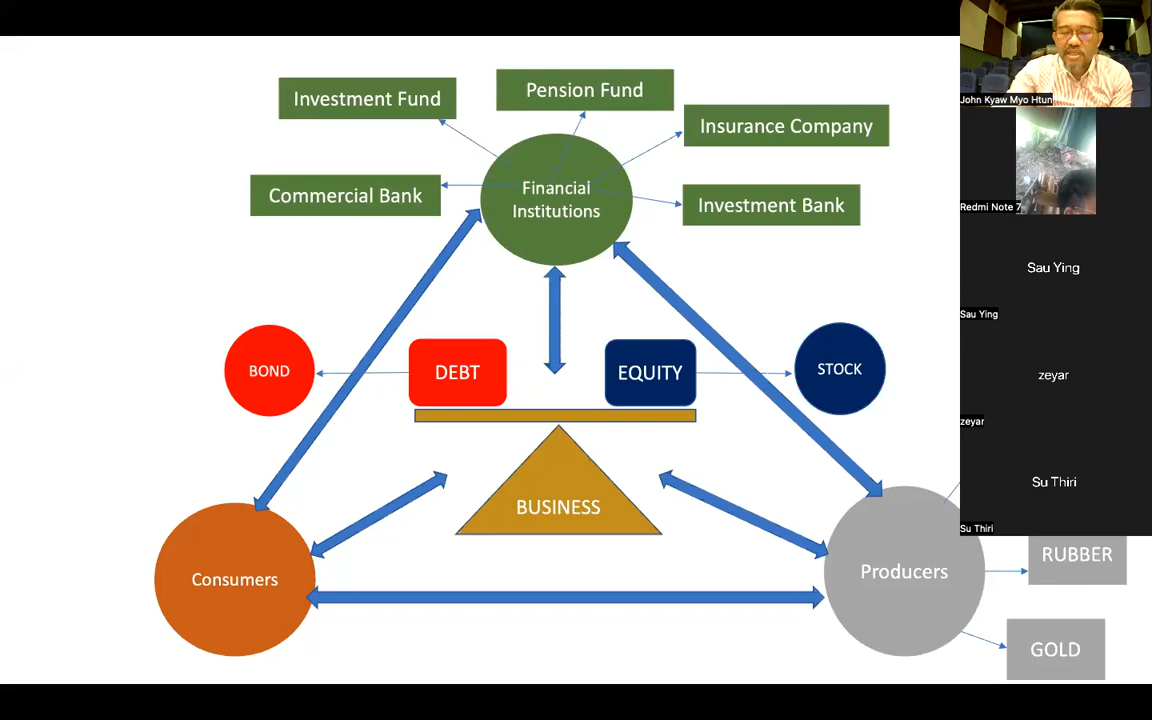 Investment Fund
Pension Fund
Insurance Company
Commercial Bank
Financial
Institutions
Investment Bank
BOND
DEBT
EQUITY
STOCK
BUSINESS
Consumers
Producers
RUBBER
GOLD
John Kyaw Myo Htun
Redmi Note 7
Sau Ying
Sau Ying
zeyar
zeyar
Su Thiri
Su Thiri